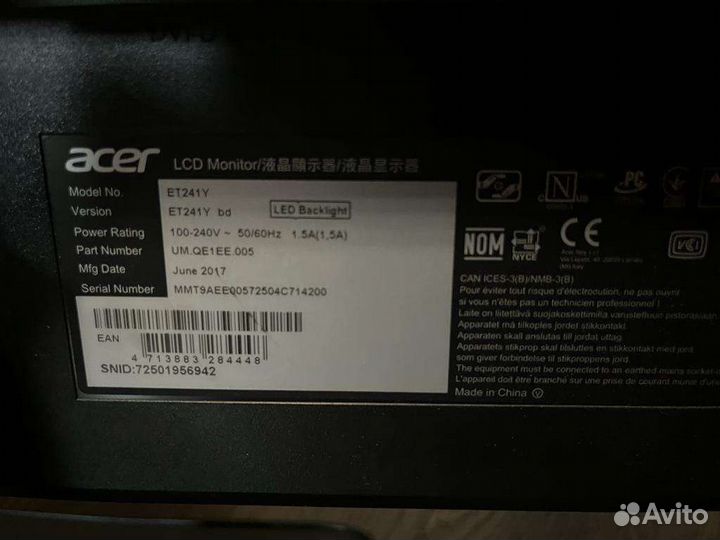 acer LCD Monitor/液晶顯示器/液晶显示器
Model No. ET241Y
Version ET241Y bd LED Backlight
Power Rating 100-240V ~ 50/60Hz 1.5A(1,5A)
Part Number UM.QE1EE.005
Mfg Date June 2017
Serial Number MMT9AEE00572504C714200
EAN
4 713883 284448
SNID:72501956942
N
PC
NOM
NYCE
CE
VCI
CAN ICES-3(B)/NMB-3(B)
Pour éviter tout risque d'électrocution, ne pas ouvrir
si vous n'êtes pas un technicien professionnel !
Laite on liitettävä suojakoskettimilla varustettuun pistorasiaan.
Apparatet må tilkoples jordet stikkontakt
Apparaten skall anslutas till jordat uttag.
Apparatets stikprop skal tilsluttes en stikkontakt med jord
som giver forbindelse til stikproppens jord.
The equipment must be connected to an earthed mains socket-o
L'appareil doit être branché sur une prise de courant munie d'une
Made in China
Avito